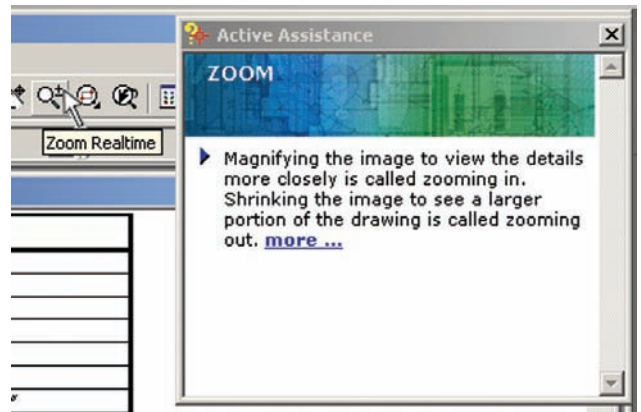 Active Assistance
ZOOM
Zoom Realtime
Magnifying the image to view the details
more closely is called zooming in.
Shrinking the image to see a larger
portion of the drawing is called zooming
out. more ...